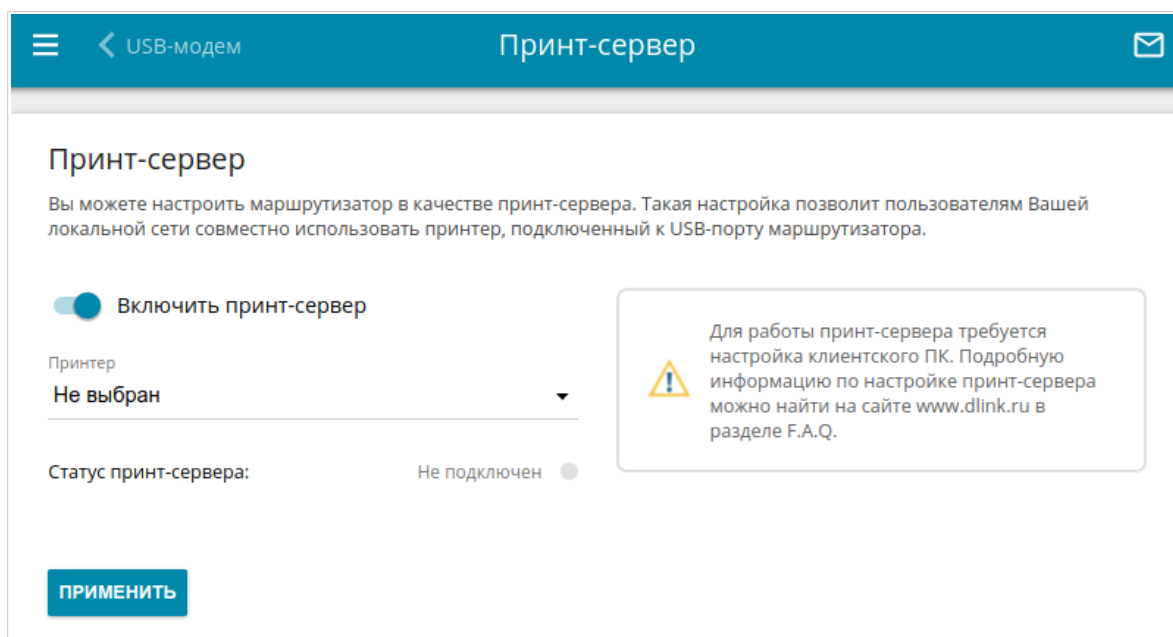 USB-модем
Принт-сервер
Принт-сервер
Вы можете настроить маршрутизатор в качестве принт-сервера. Такая настройка позволит пользователям Вашей
локальной сети совместно использовать принтер, подключенный к USB-порту маршрутизатора.
Включить принт-сервер
Принтер
Не выбран
Статус принт-сервера:
Не подключен
Для работы принт-сервера требуется
настройка клиентского ПК. Подробную
информацию по настройке принт-сервера
можно найти на сайте www.dlink.ru в
разделе F.A.Q.
ПРИМЕНИТЬ